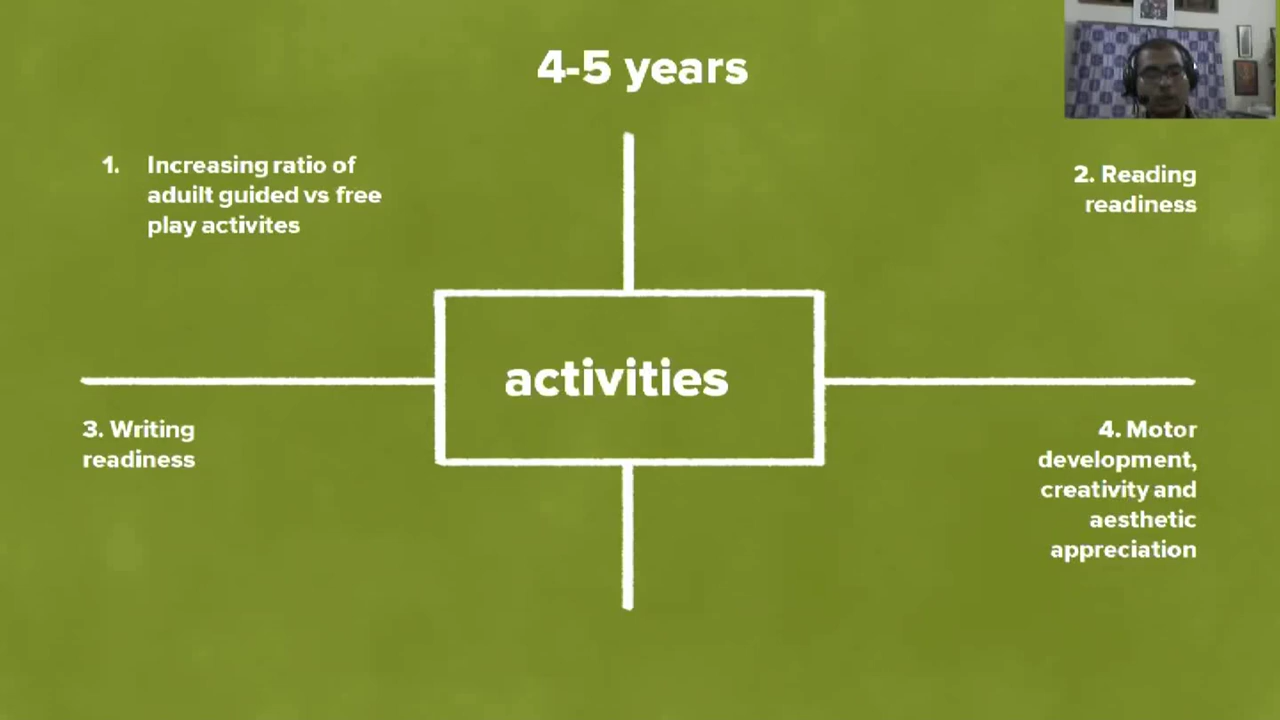 4-5 years
1. Increasing ratio of
aduilt guided vs free
play activites
2. Reading
readiness
activities
3. Writing
readiness
4. Motor
development,
creativity and
aesthetic
appreciation